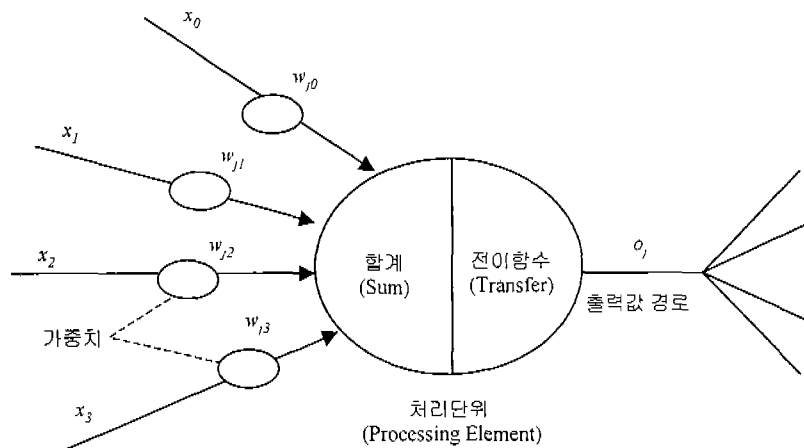 x0
wj0
x1
wj1
x2
wj2
할계
(Sum)
전이함수
(Transfer)
oj
출력값 경로
가중치
wj3
x3
처리단위
(Processing Element)